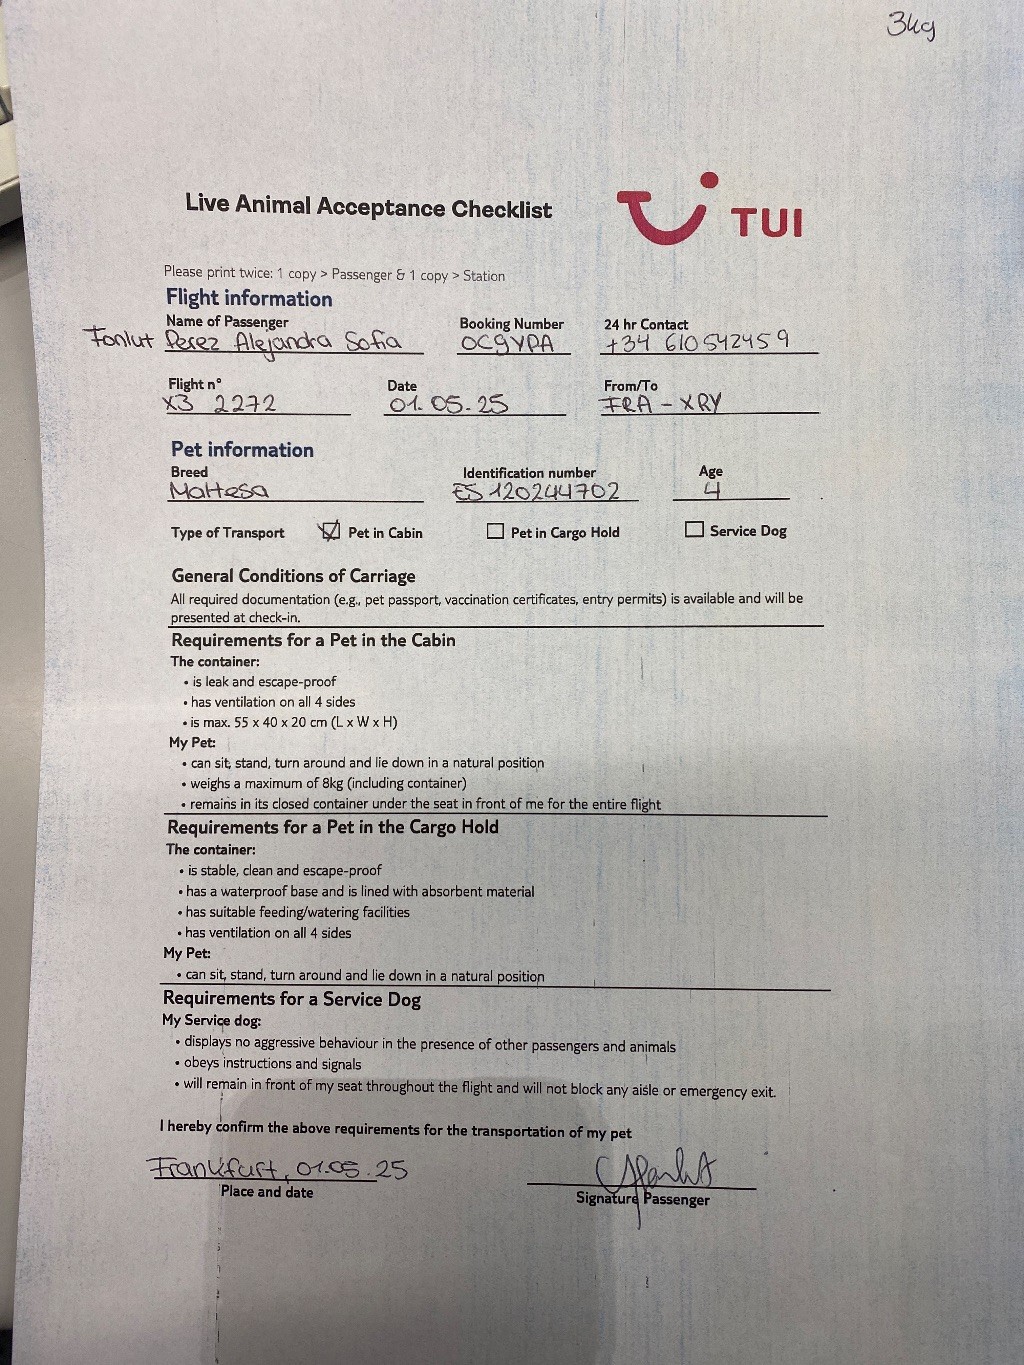 3kg
Live Animal Acceptance Checklist
TUI
Please print twice: 1 copy > Passenger & 1 copy > Station
Flight information
Name of Passenger Booking Number 24 hr Contact
Fonlut Perez Alejandra Sofia OC9YPA +34 610542459
Flight n° Date From/To
X3 2272 01.05.25 FRA - XRY
Pet information
Breed Identification number Age
Maltesa ES 120244702 4
Type of Transport Pet in Cabin Pet in Cargo Hold Service Dog
General Conditions of Carriage
All required documentation (e.g., pet passport, vaccination certificates, entry permits) is available and will be
presented at check-in.
Requirements for a Pet in the Cabin
The container:
• is leak and escape-proof
• has ventilation on all 4 sides
• is max. 55 x 40 x 20 cm (L x W x H)
My Pet:
• can sit, stand, turn around and lie down in a natural position
• weighs a maximum of 8kg (including container)
• remains in its closed container under the seat in front of me for the entire flight
Requirements for a Pet in the Cargo Hold
The container:
• is stable, clean and escape-proof
• has a waterproof base and is lined with absorbent material
• has suitable feeding/watering facilities
• has ventilation on all 4 sides
My Pet:
• can sit, stand, turn around and lie down in a natural position
Requirements for a Service Dog
My Service dog:
• displays no aggressive behaviour in the presence of other passengers and animals
• obeys instructions and signals
• will remain in front of my seat throughout the flight and will not block any aisle or emergency exit.
I hereby confirm the above requirements for the transportation of my pet
Frankfurt, 01.05.25
Place and date Signature Passenger